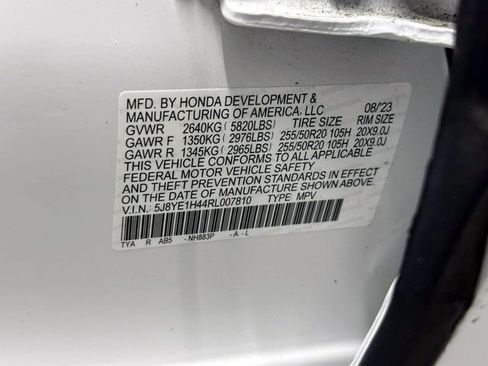 MFD. BY HONDA DEVELOPMENT & 08/'23
MANUFACTURING OF AMERICA, LLC
GVWR 2640KG ( 5820LBS) TIRE SIZE RIM SIZE
GAWR F 1350KG ( 2976LBS) 255/50R20 105H 20X9.0J
GAWR R 1345KG ( 2965LBS) 255/50R20 105H 20X9.0J
THIS VEHICLE CONFORMS TO ALL APPLICABLE
FEDERAL MOTOR VEHICLE SAFETY
AND THEFT PREVENTION STANDARDS IN EFFECT
ON THE DATE OF MANUFACTURE SHOWN ABOVE.
V.I.N.: 5J8YE1H44RL007810 TYPE: MPV
TYA R AB5 - NH883P - A - L